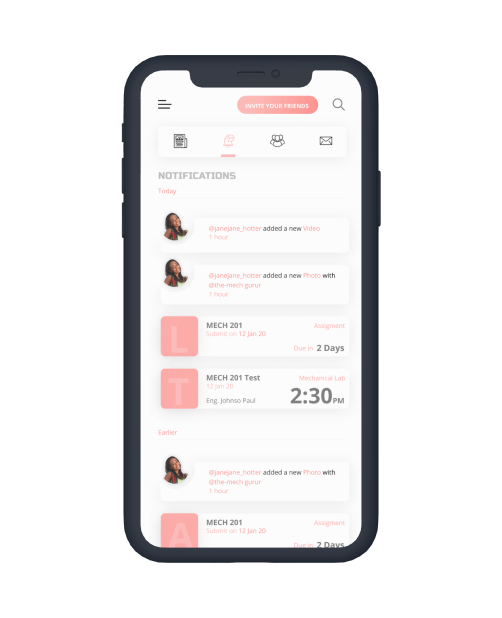 INVITE YOUR FRIENDS
NOTIFICATIONS
Today
@janejane_hotter added a new Video
1 hour
@janejane_hotter added a new Photo with
@the-mech gurur
1 hour
L
MECH 201
Assigment
Submit on 12 Jan 20
Due in 2 Days
T
MECH 201 Test
Mechanical Lab
12 Jan 20
Eng. Johnso Paul
2:30PM
Earlier
@janejane_hotter added a new Photo with
@the-mech gurur
1 hour
A
MECH 201
Assigment
Submit on 12 Jan 20
Due in 2 Days